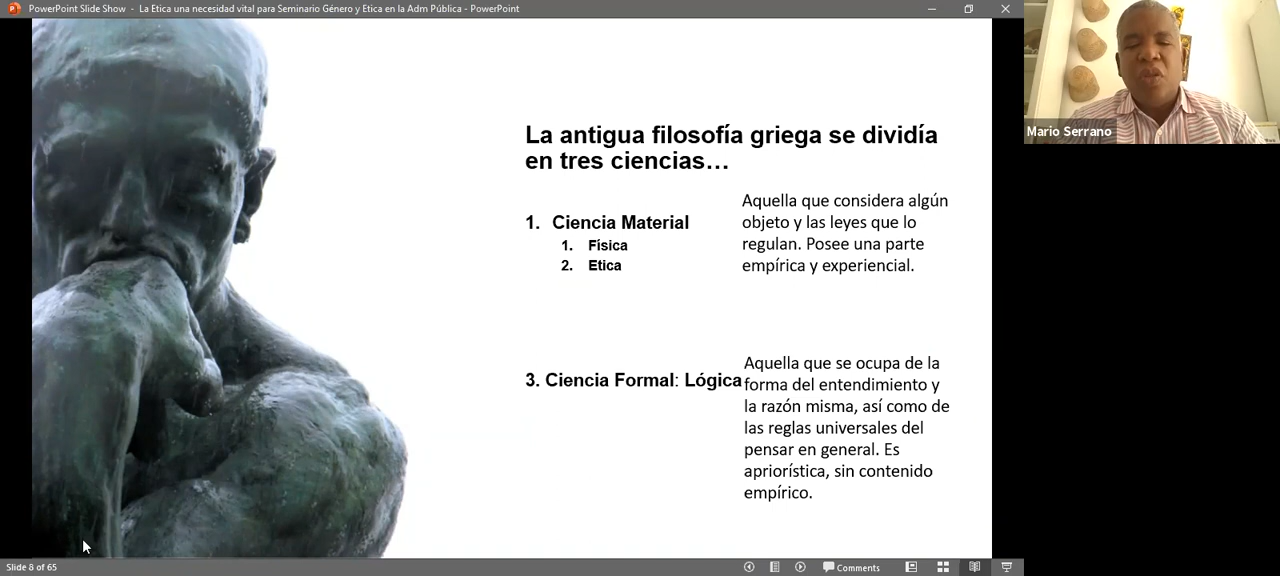 PowerPoint Slide Show - La Etica una necesidad vital para Seminario Género y Etica en la Adm Pública - PowerPoint
Mario Serrano
La antigua filosofía griega se dividía
en tres ciencias…
1. Ciencia Material
1. Física
2. Etica
Aquella que considera algún
objeto y las leyes que lo
regulan. Posee una parte
empírica y experiencial.
3. Ciencia Formal: Lógica
Aquella que se ocupa de la
forma del entendimiento y
la razón misma, así como de
las reglas universales del
pensar en general. Es
apriorística, sin contenido
empírico.
Slide 8 of 65
Comments